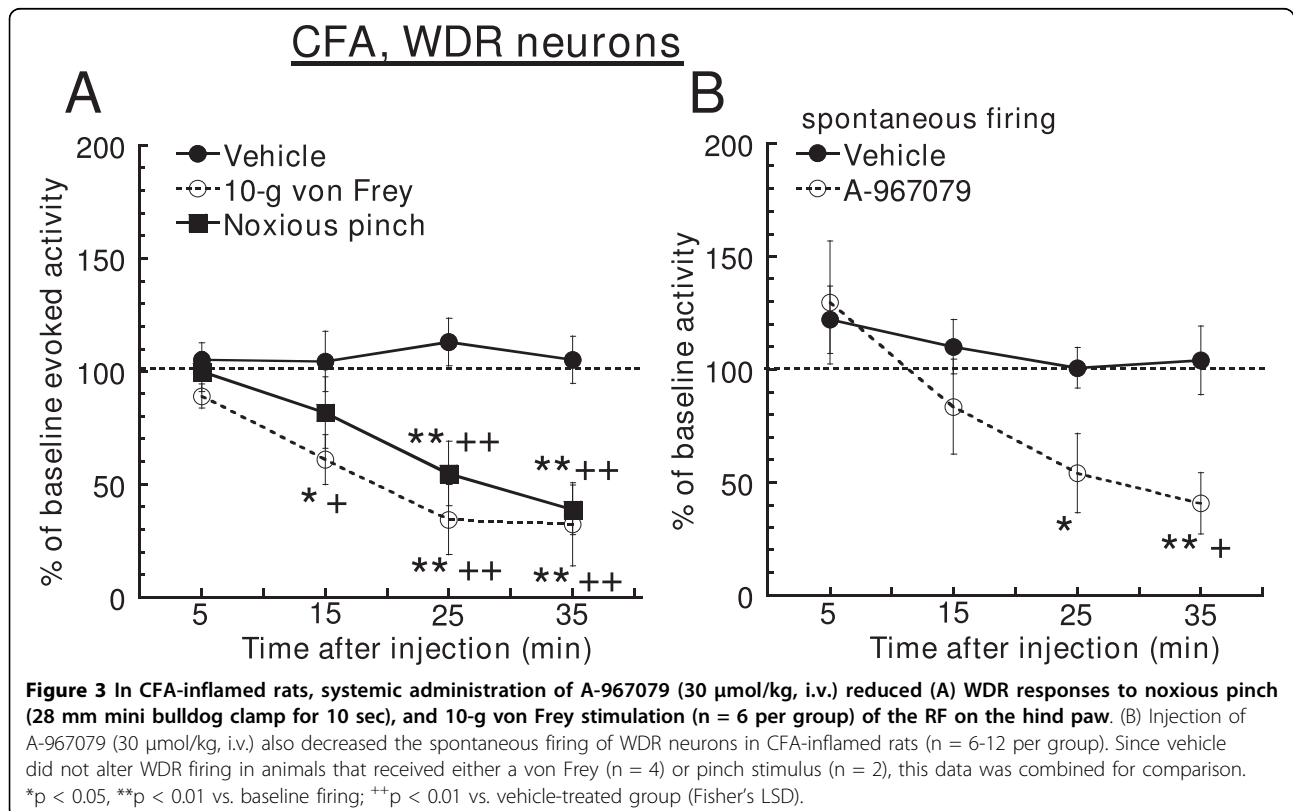 CFA, WDR neurons
A
% of baseline evoked activity
200
150
100
50
0
Vehicle
10-g von Frey
Noxious pinch
* +
** ++
** ++
** ++
** ++
5 15 25 35
Time after injection (min)
B
spontaneous firing
Vehicle
A-967079
% of baseline activity
200
150
100
50
0
*
** +
5 15 25 35
Time after injection (min)
Figure 3 In CFA-inflamed rats, systemic administration of A-967079 (30 μmol/kg, i.v.) reduced (A) WDR responses to noxious pinch
(28 mm mini bulldog clamp for 10 sec), and 10-g von Frey stimulation (n = 6 per group) of the RF on the hind paw. (B) Injection of
A-967079 (30 μmol/kg, i.v.) also decreased the spontaneous firing of WDR neurons in CFA-inflamed rats (n = 6-12 per group). Since vehicle
did not alter WDR firing in animals that received either a von Frey (n = 4) or pinch stimulus (n = 2), this data was combined for comparison.
*p < 0.05, **p < 0.01 vs. baseline firing; ++p < 0.01 vs. vehicle-treated group (Fisher's LSD).